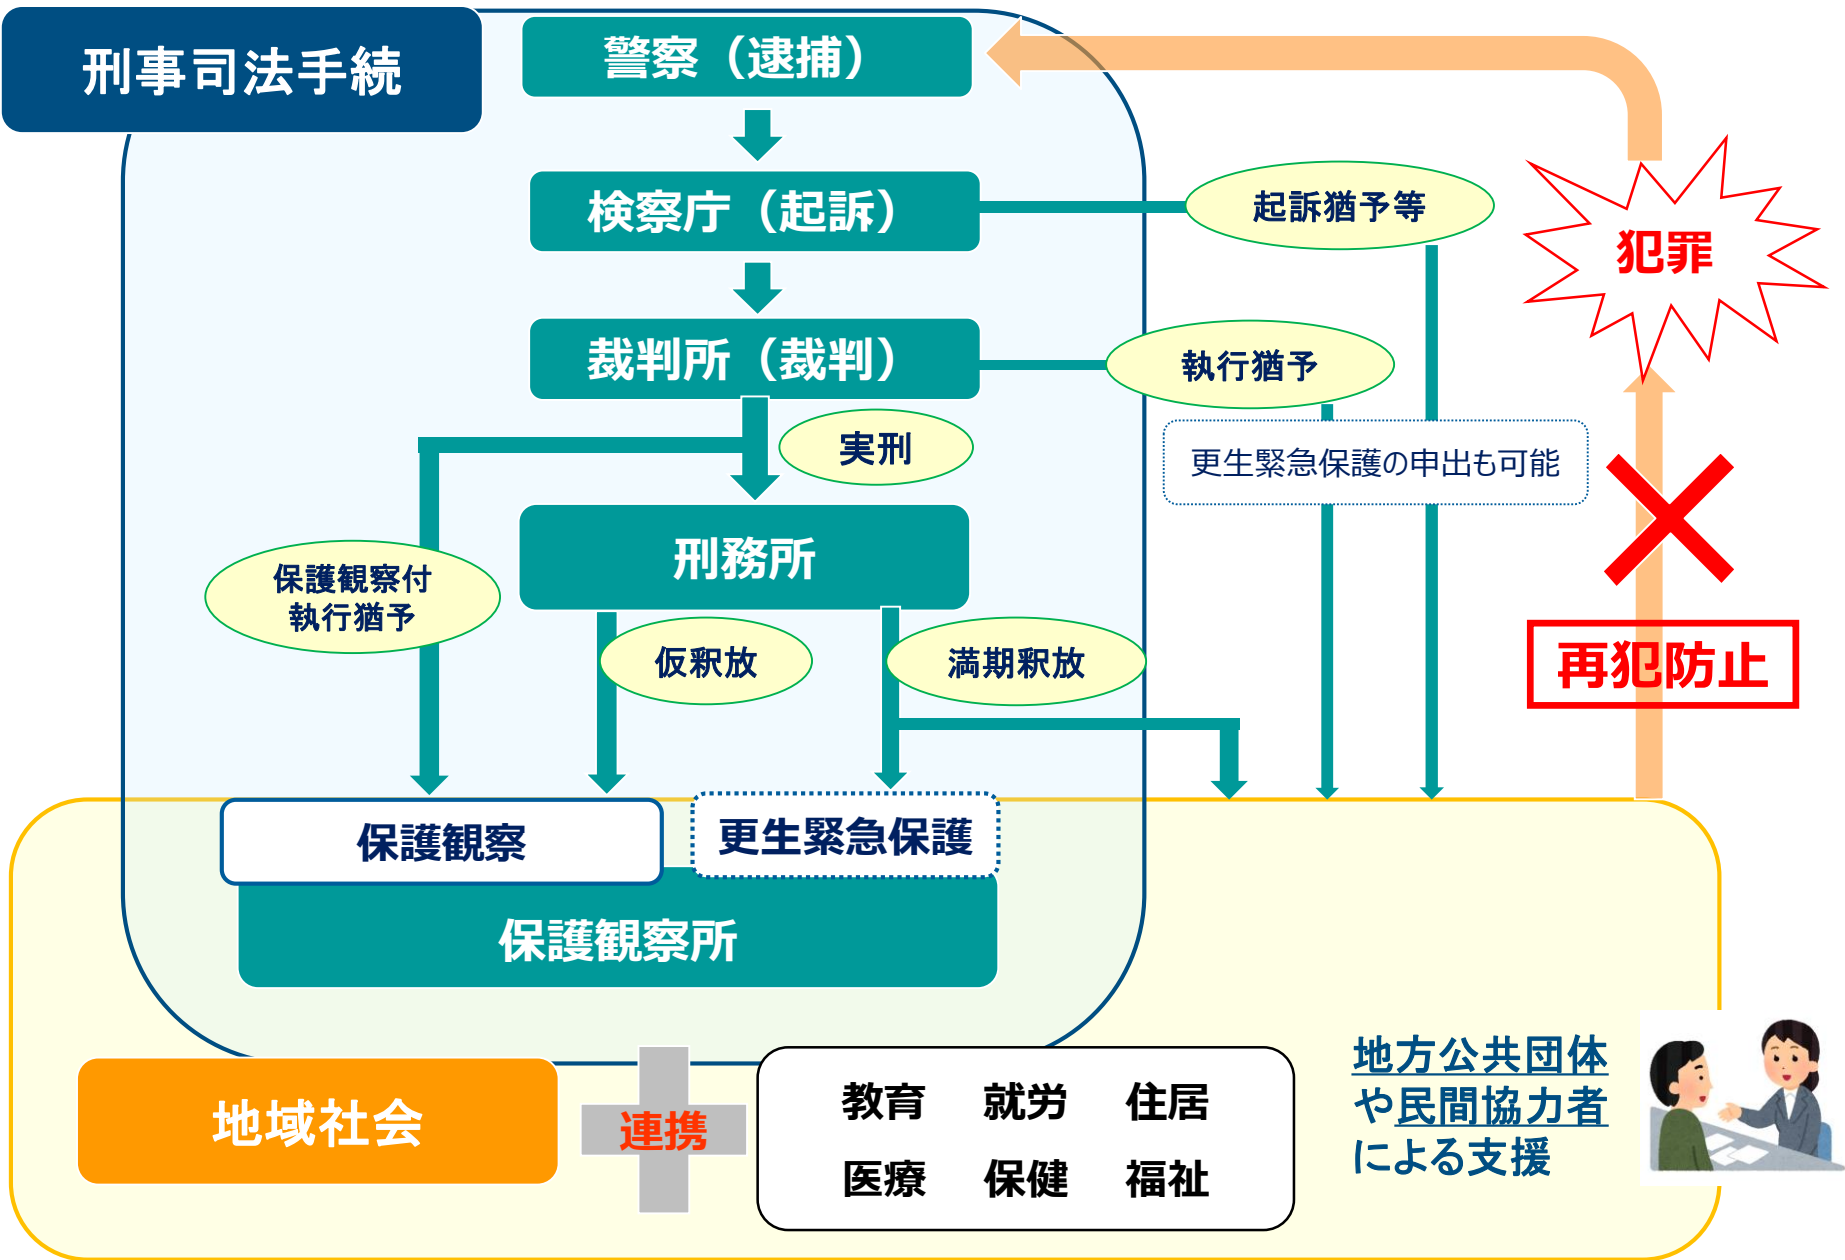 刑事司法手続
警察（逮捕）
検察庁（起訴）
起訴猶予等
犯罪
裁判所（裁判）
執行猶予
実刑
更生緊急保護の申出も可能
刑務所
保護観察付
執行猶予
仮釈放
満期釈放
再犯防止
保護観察
更生緊急保護
保護観察所
地域社会
連携
教育 就労 住居
医療 保健 福祉
地方公共団体
や民間協力者
による支援